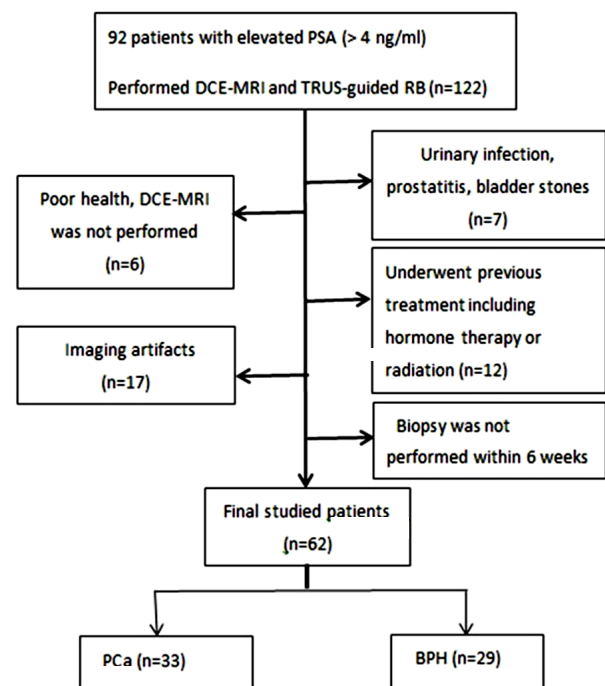 92 patients with elevated PSA (> 4 ng/ml)
Performed DCE-MRI and TRUS-guided RB (n=122)
Urinary infection,
prostatitis, bladder stones
(n=7)
Poor health, DCE-MRI
was not performed
(n=6)
Underwent previous
treatment including
hormone therapy or
radiation (n=12)
Imaging artifacts
(n=17)
Biopsy was not
performed within 6 weeks
Final studied patients
(n=62)
PCa (n=33)
BPH (n=29)